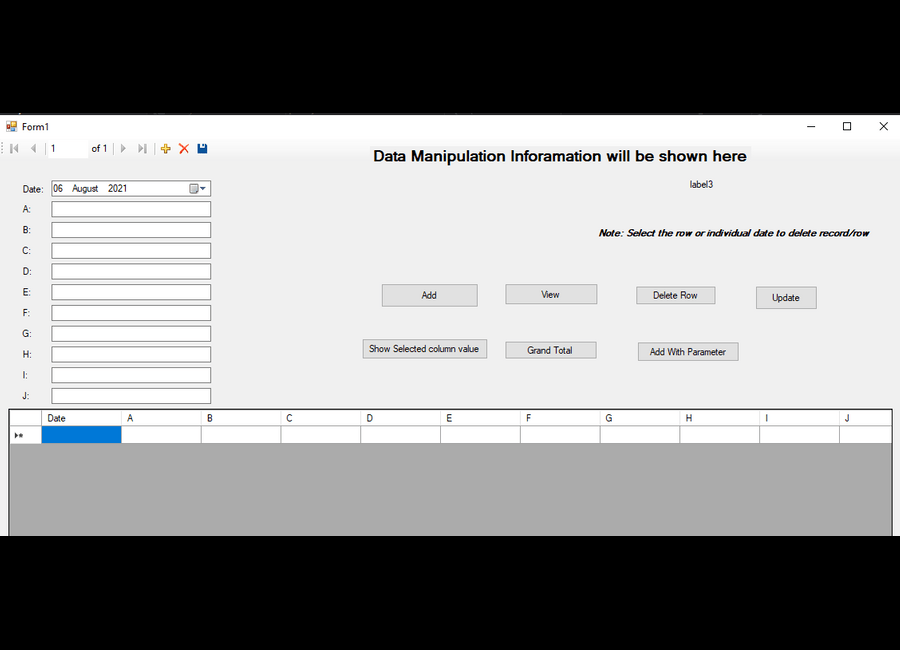 Form1
1 of 1
Data Manipulation Inforamation will be shown here
label3
Date: 06 August 2021
A:
B:
Note: Select the row or individual date to delete record/row
C:
D:
E:
Add View Delete Row Update
F:
G:
H:
Show Selected column value Grand Total Add With Parameter
I:
J:
Date A B C D E F G H I J